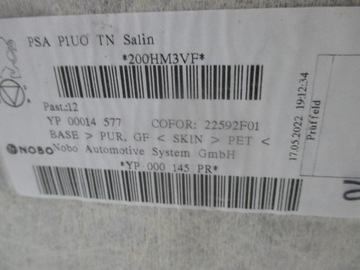 PSA P1UO TN Salin
*200HM3VF*
Past.:12
YP 00014 577 COFOR: 22592F01
BASE > PUR, GF < SKIN > PET <
NOBO Nobo Automotive System GmbH
*YP 000 145 PR*
17.05.2022 19:12:34
Prüffeld